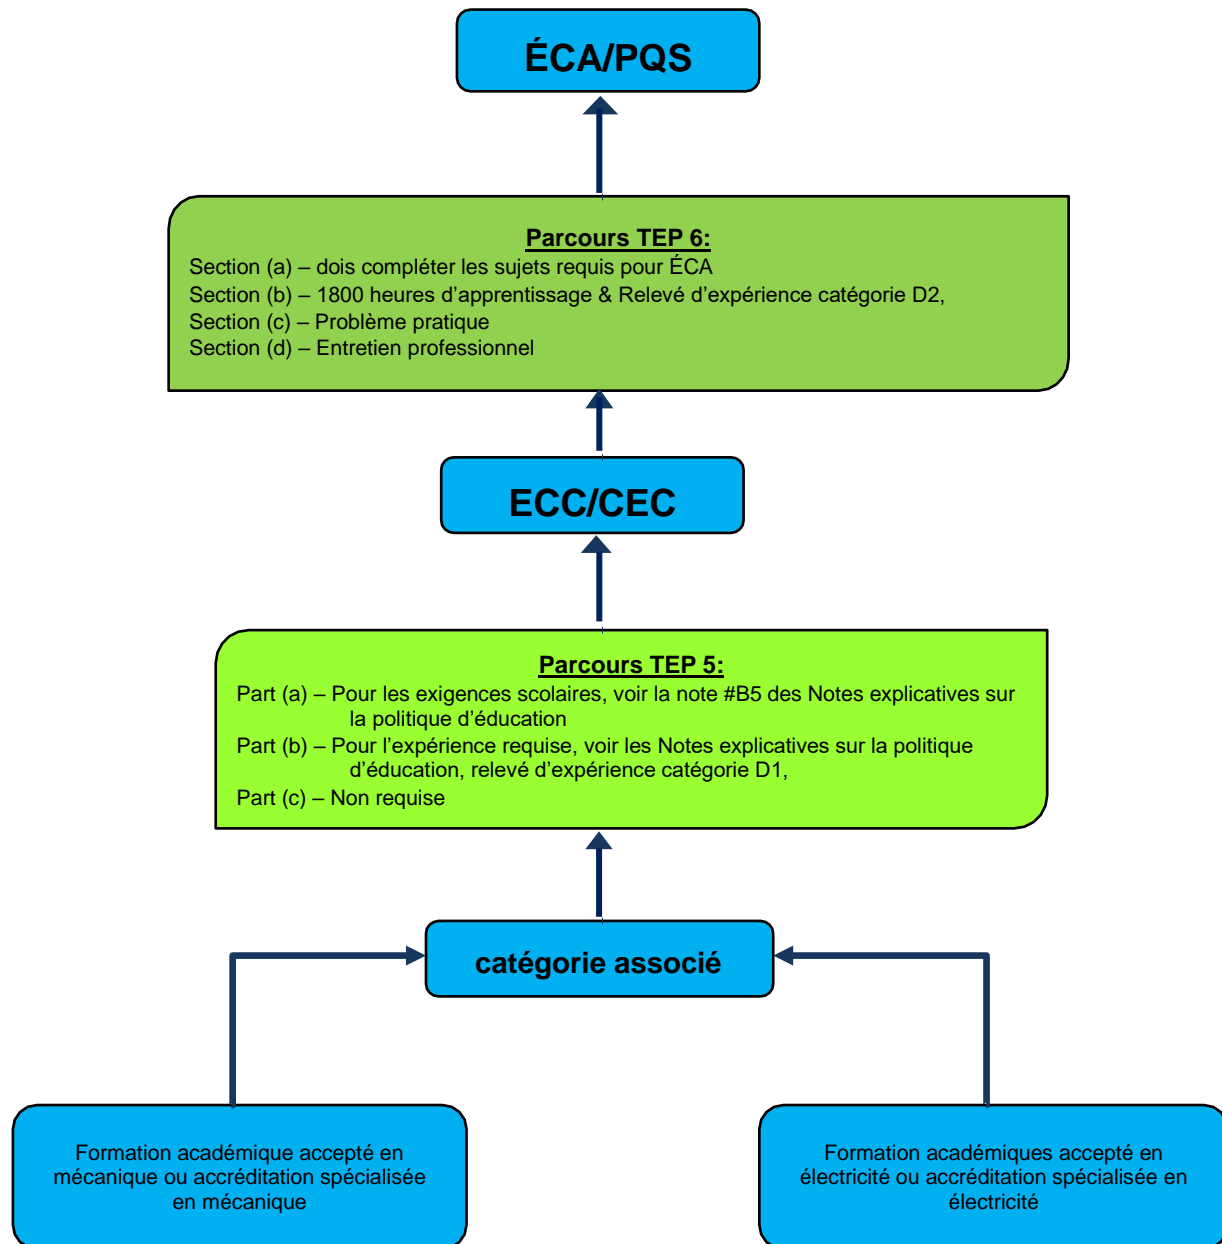 ÉCA/PQS
Parcours TEP 6:
Section (a) – dois compléter les sujets requis pour ÉCA
Section (b) – 1800 heures d'apprentissage & Relevé d'expérience catégorie D2,
Section (c) – Problème pratique
Section (d) – Entretien professionnel
ECC/CEC
Parcours TEP 5:
Part (a) – Pour les exigences scolaires, voir la note #B5 des Notes explicatives sur
la politique d'éducation
Part (b) – Pour l'expérience requise, voir les Notes explicatives sur la politique
d'éducation, relevé d'expérience catégorie D1,
Part (c) – Non requise
catégorie associé
Formation académique accepté en
mécanique ou accréditation spécialisée
en mécanique
Formation académiques accepté en
électricité ou accréditation spécialisée en
électricité